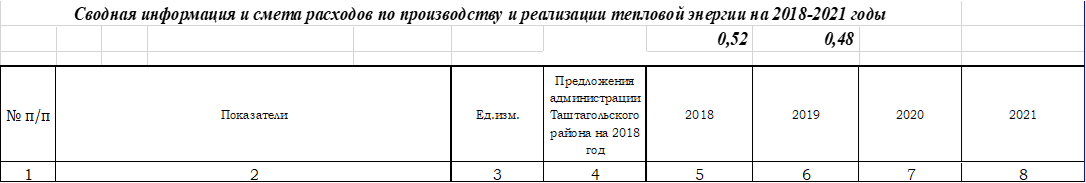 Сводная информация и смета расходов по производству и реализации тепловой энергии на 2018-2021 годы
0,52 0,48
№ п/п Показатели Ед.изм. Предложения администрации Таштагольского района на 2018 год 2018 2019 2020 2021
1 2 3 4 5 6 7 8